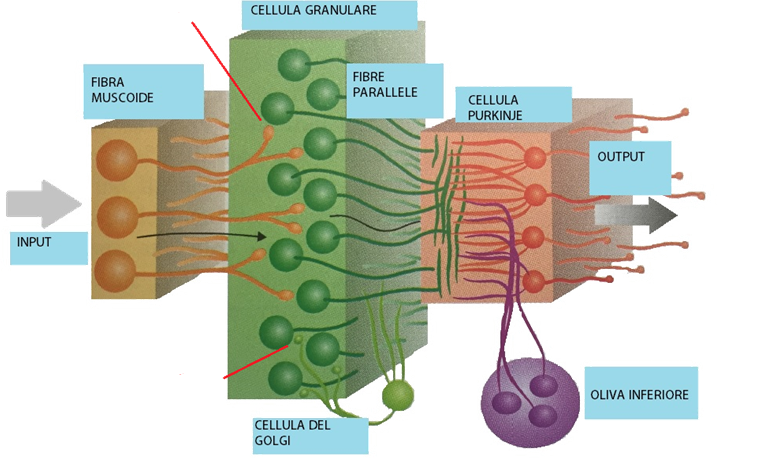 CELLULA GRANULARE
FIBRA
MUSCOIDE
FIBRE
PARALLELE
CELLULA
PURKINJE
OUTPUT
INPUT
OLIVA INFERIORE
CELLULA DEL
GOLGI